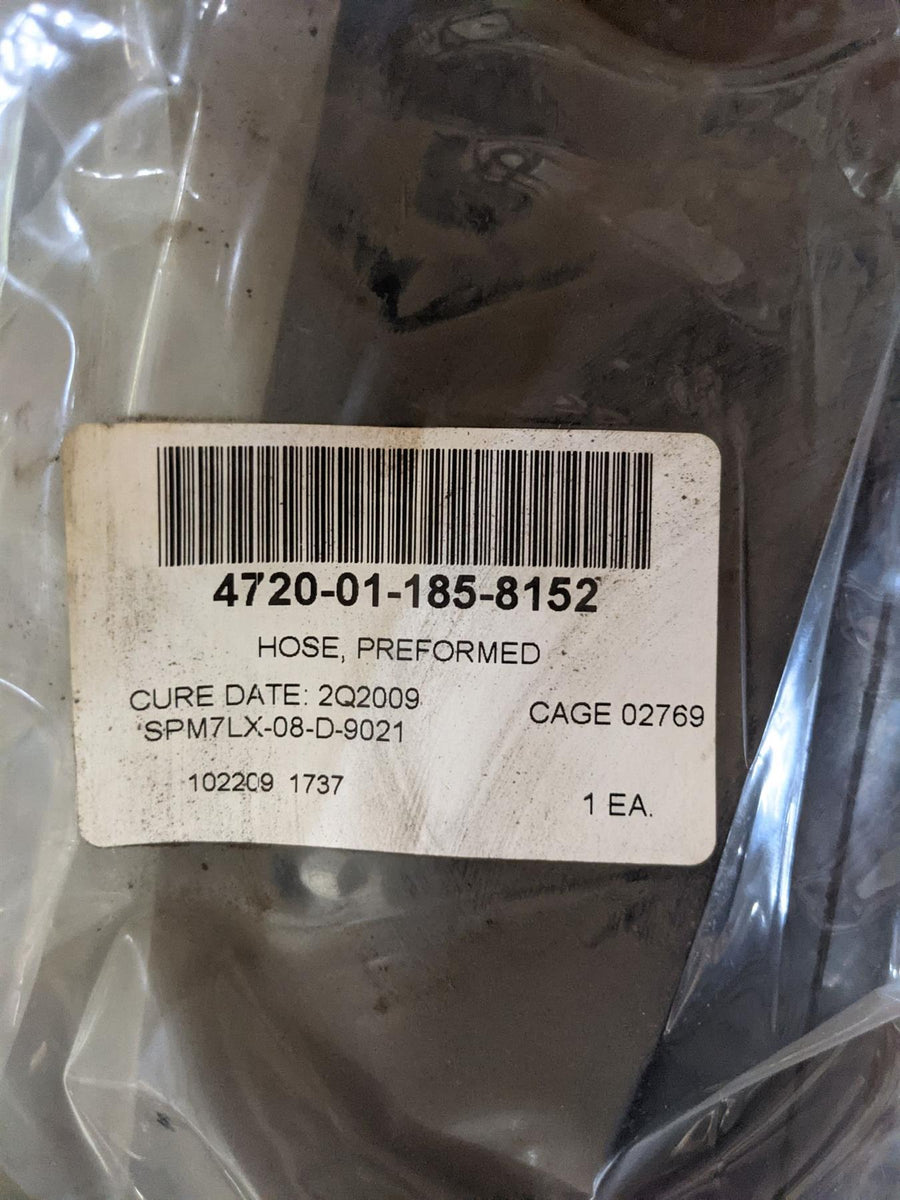 4720-01-185-8152
HOSE, PREFORMED
CURE DATE: 2Q2009
SPM7LX-08-D-9021
CAGE 02769
102209 1737
1 EA.